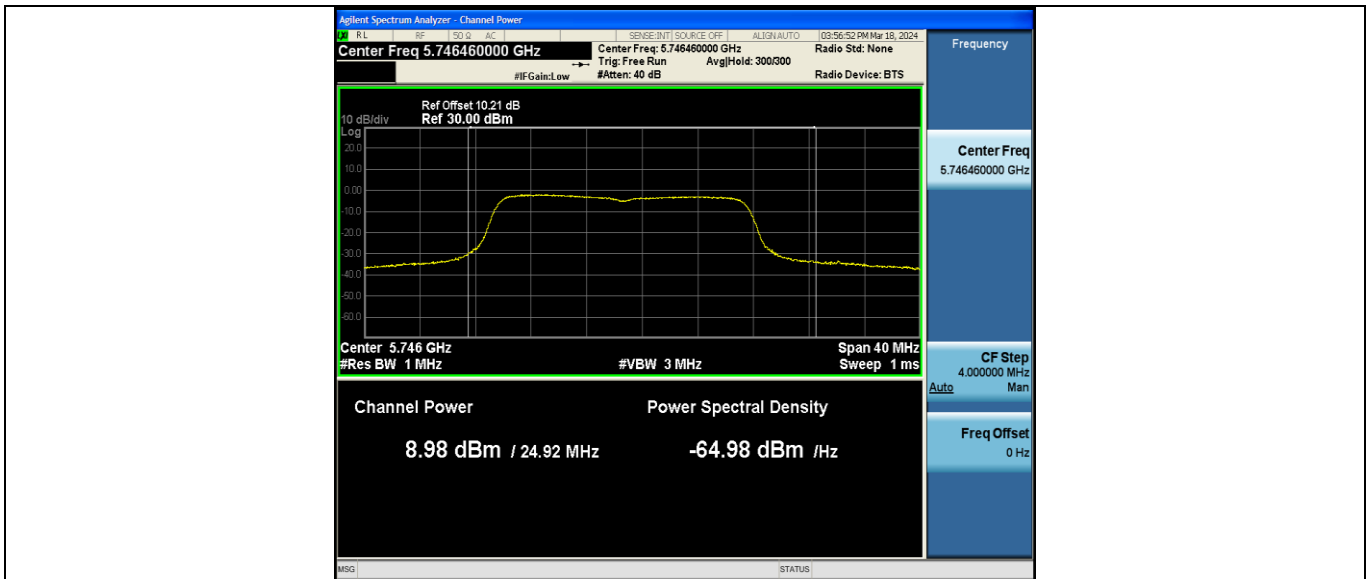 Agilent Spectrum Analyzer - Channel Power
LXI RL RF 50 Ω AC SENSE:INT SOURCE OFF ALIGNAUTO 03:56:52 PM Mar 18, 2024
Center Freq 5.746460000 GHz
Center Freq: 5.746460000 GHz
Radio Std: None
Trig: Free Run Avg|Hold: 300/300
#IFGain:Low
#Atten: 40 dB
Radio Device: BTS
Ref Offset 10.21 dB
10 dB/div Ref 30.00 dBm
Log
20.0
10.0
0.00
-10.0
-20.0
-30.0
-40.0
-50.0
-60.0
Center 5.746 GHz Span 40 MHz
#Res BW 1 MHz #VBW 3 MHz Sweep 1 ms
Channel Power Power Spectral Density
8.98 dBm / 24.92 MHz -64.98 dBm /Hz
MSG STATUS
Frequency
Center Freq
5.746460000 GHz
CF Step
4.000000 MHz
Auto Man
Freq Offset
0 Hz